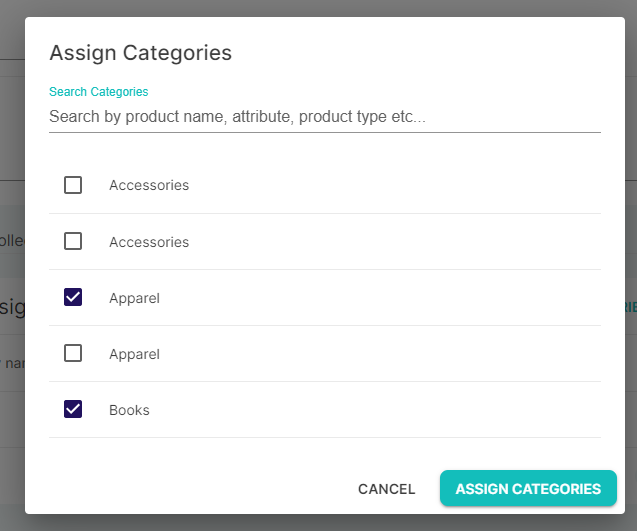 Assign Categories
Search Categories
Search by product name, attribute, product type etc...
Accessories
Accessories
Apparel
Apparel
Books
CANCEL
ASSIGN CATEGORIES